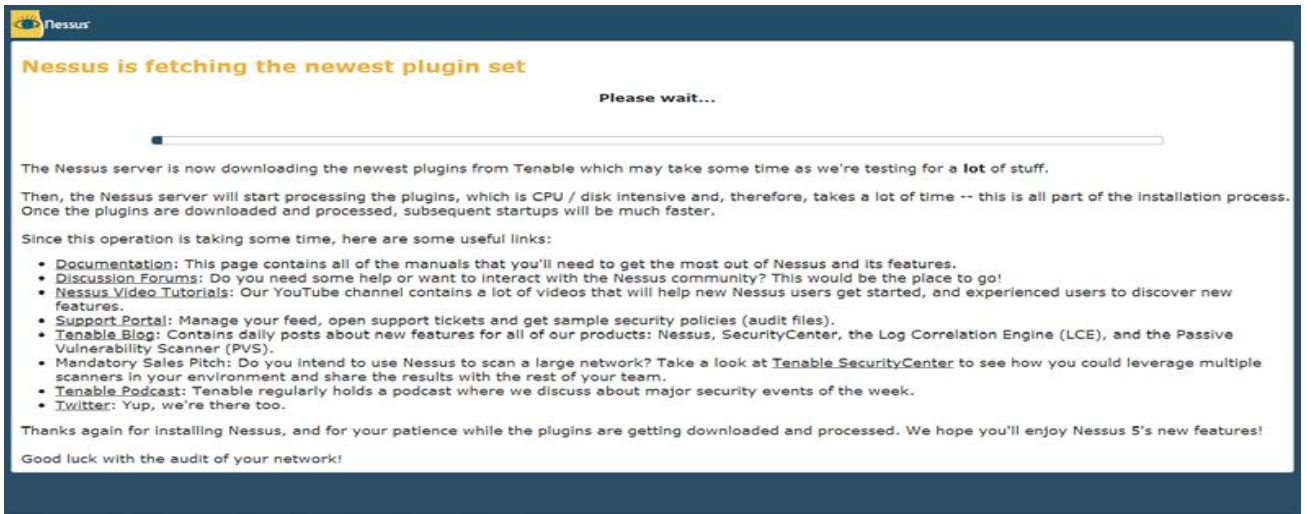 Nessus
Nessus is fetching the newest plugin set
Please wait...
The Nessus server is now downloading the newest plugins from Tenable which may take some time as we're testing for a lot of stuff.
Then, the Nessus server will start processing the plugins, which is CPU / disk intensive and, therefore, takes a lot of time -- this is all part of the installation process.
Once the plugins are downloaded and processed, subsequent startups will be much faster.
Since this operation is taking some time, here are some useful links:
• Documentation: This page contains all of the manuals that you'll need to get the most out of Nessus and its features.
• Discussion Forums: Do you need some help or want to interact with the Nessus community? This would be the place to go!
• Nessus Video Tutorials: Our YouTube channel contains a lot of videos that will help new Nessus users get started, and experienced users to discover new
features.
• Support Portal: Manage your feed, open support tickets and get sample security policies (audit files).
• Tenable Blog: Contains daily posts about new features for all of our products: Nessus, SecurityCenter, the Log Correlation Engine (LCE), and the Passive
Vulnerability Scanner (PVS).
• Mandatory Sales Pitch: Do you intend to use Nessus to scan a large network? Take a look at Tenable SecurityCenter to see how you could leverage multiple
scanners in your environment and share the results with the rest of your team.
• Tenable Podcast: Tenable regularly holds a podcast where we discuss about major security events of the week.
• Twitter: Yup, we're there too.
Thanks again for installing Nessus, and for your patience while the plugins are getting downloaded and processed. We hope you'll enjoy Nessus 5's new features!
Good luck with the audit of your network!